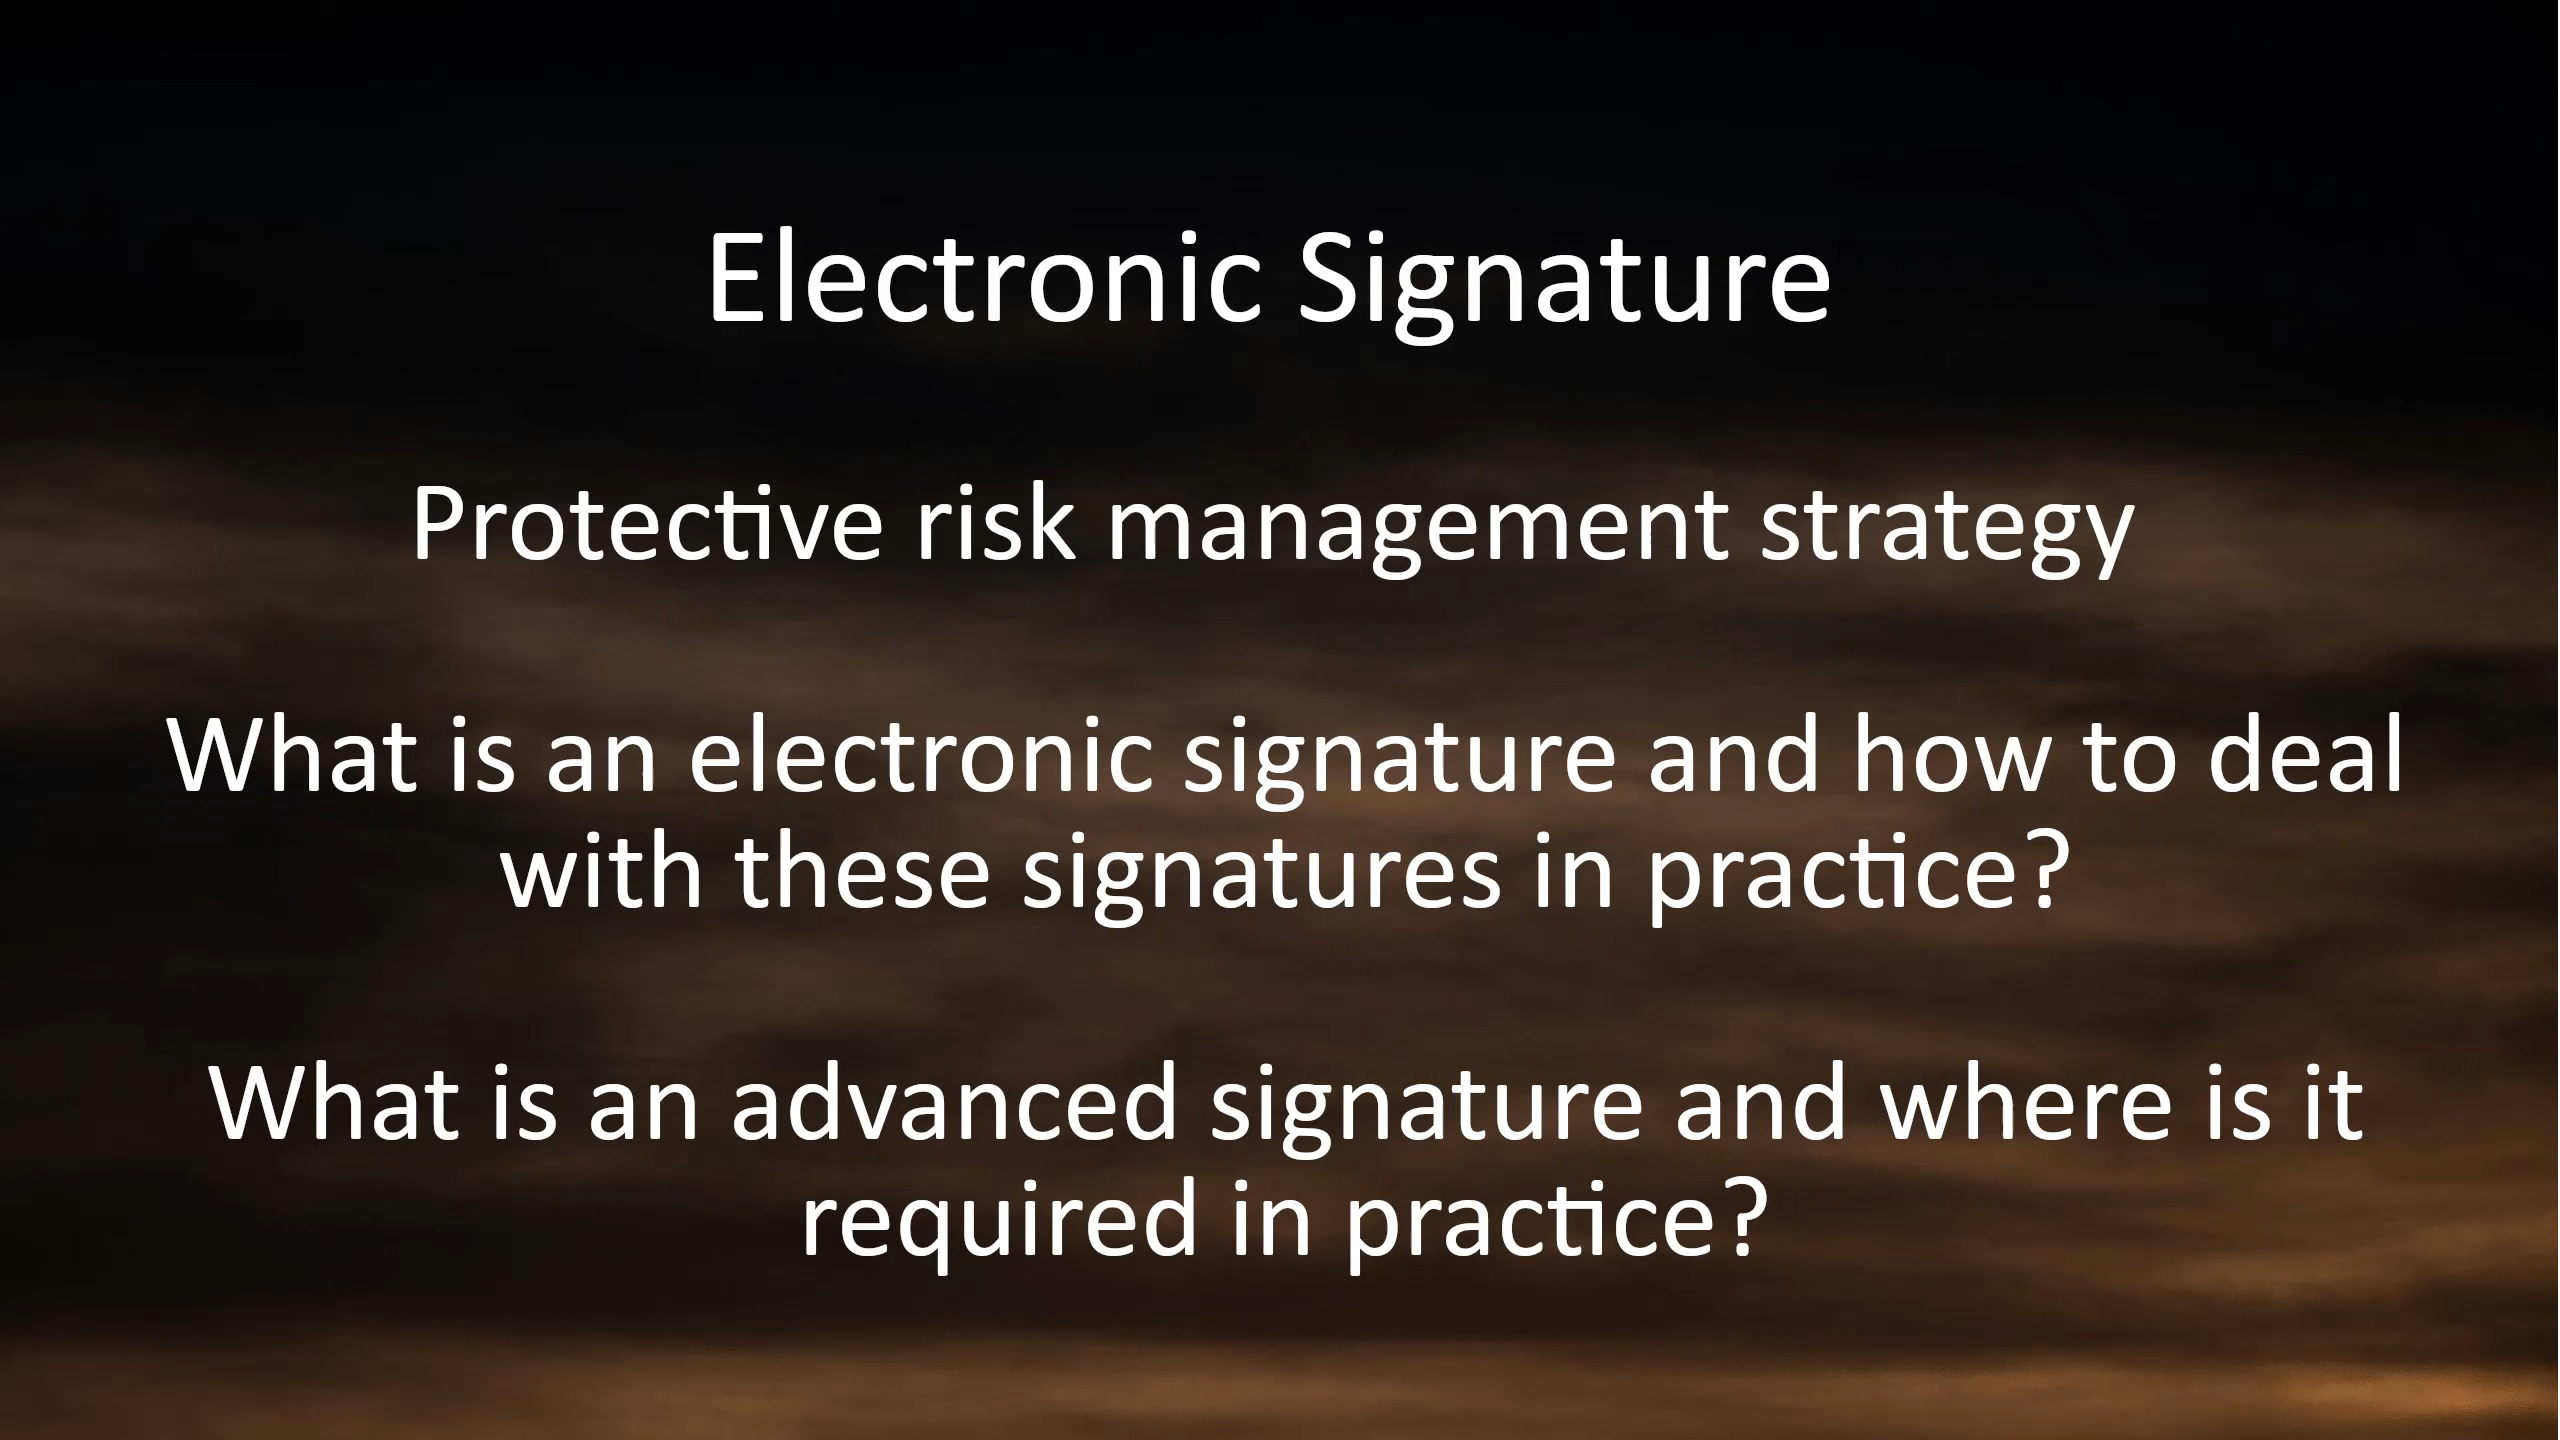 Electronic Signature
Protective risk management strategy
What is an electronic signature and how to deal
with these signatures in practice?
What is an advanced signature and where is it
required in practice?